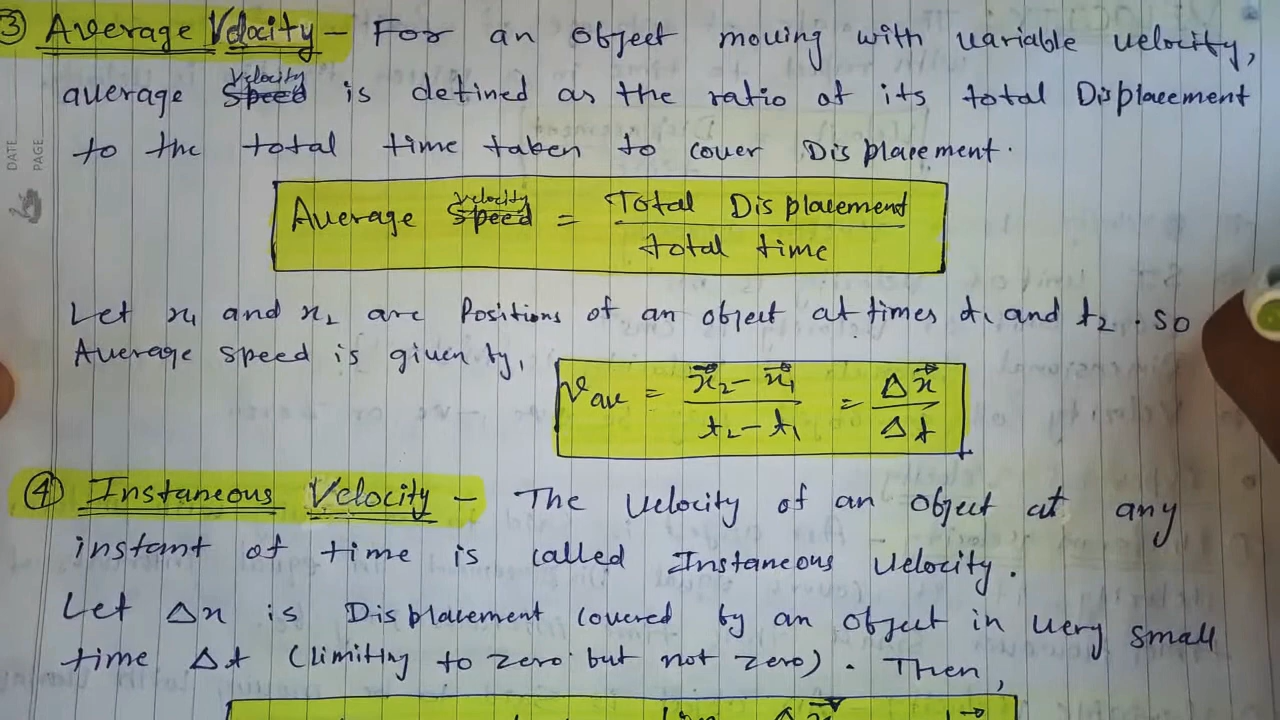 ③ Average Velocity - For an object moving with variable velocity,
average Speed velocity is defined as the ratio of its total Displacement
to the total time taken to cover Displacement.
Average Speed velocity = Total Displacement / total time
Let x₁ and x₂ are Positions of an object at times t₁ and t₂. So
Average speed is given by,
Vav = x⃗₂ - x⃗₁ / t₂ - t₁ = Δx⃗ / Δt
④ Instaneous Velocity - The velocity of an object at any
instant of time is called Instaneous velocity.
Let Δx is Displacement covered by an object in very small
time Δt (limiting to zero but not zero). Then,
DATE
PAGE